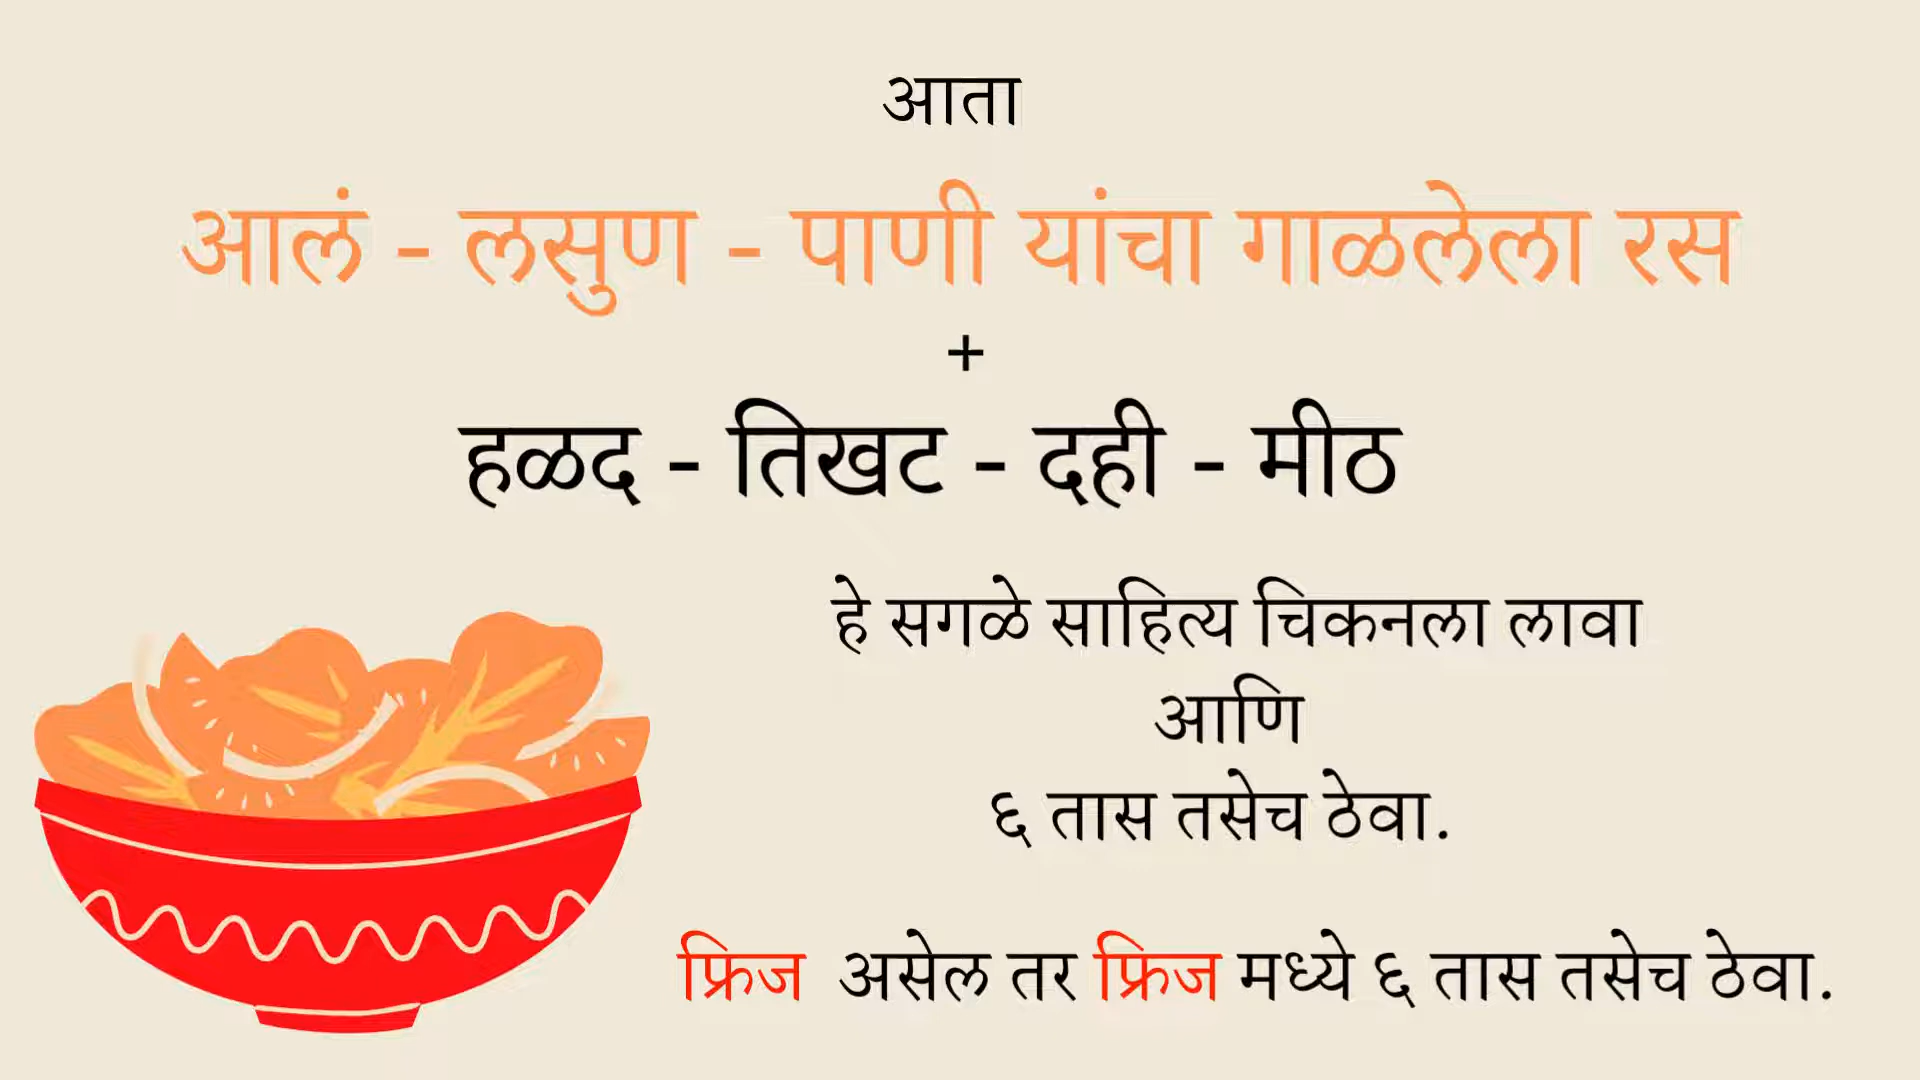 आता
आलं - लसुण - पाणी यांचा गाळलेला रस
+
हळद - तिखट - दही - मीठ
हे सगळे साहित्य चिकनला लावा
आणि
६ तास तसेच ठेवा.
फ्रिज असेल तर फ्रिज मध्ये ६ तास तसेच ठेवा.